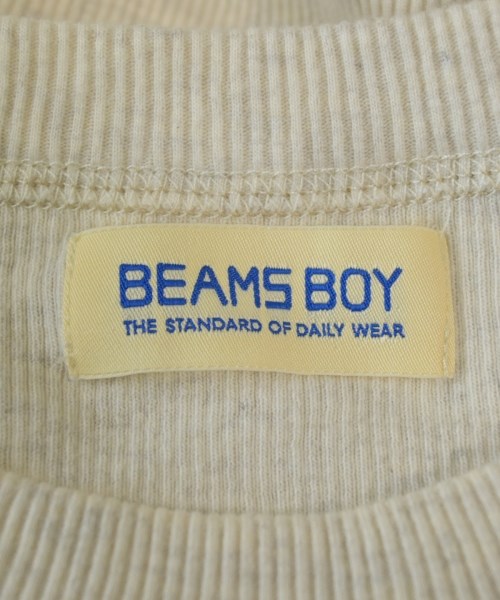 BEAMS BOY
THE STANDARD OF DAILY WEAR